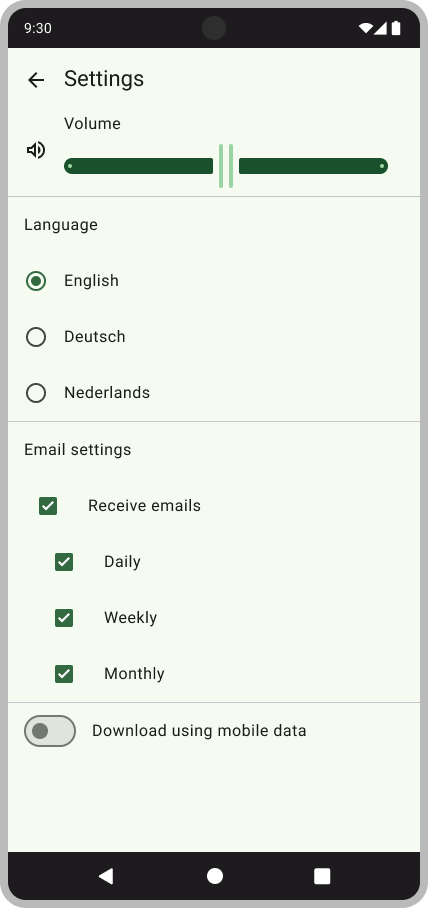 9:30
Settings
Volume
Language
English
Deutsch
Nederlands
Email settings
Receive emails
Daily
Weekly
Monthly
Download using mobile data